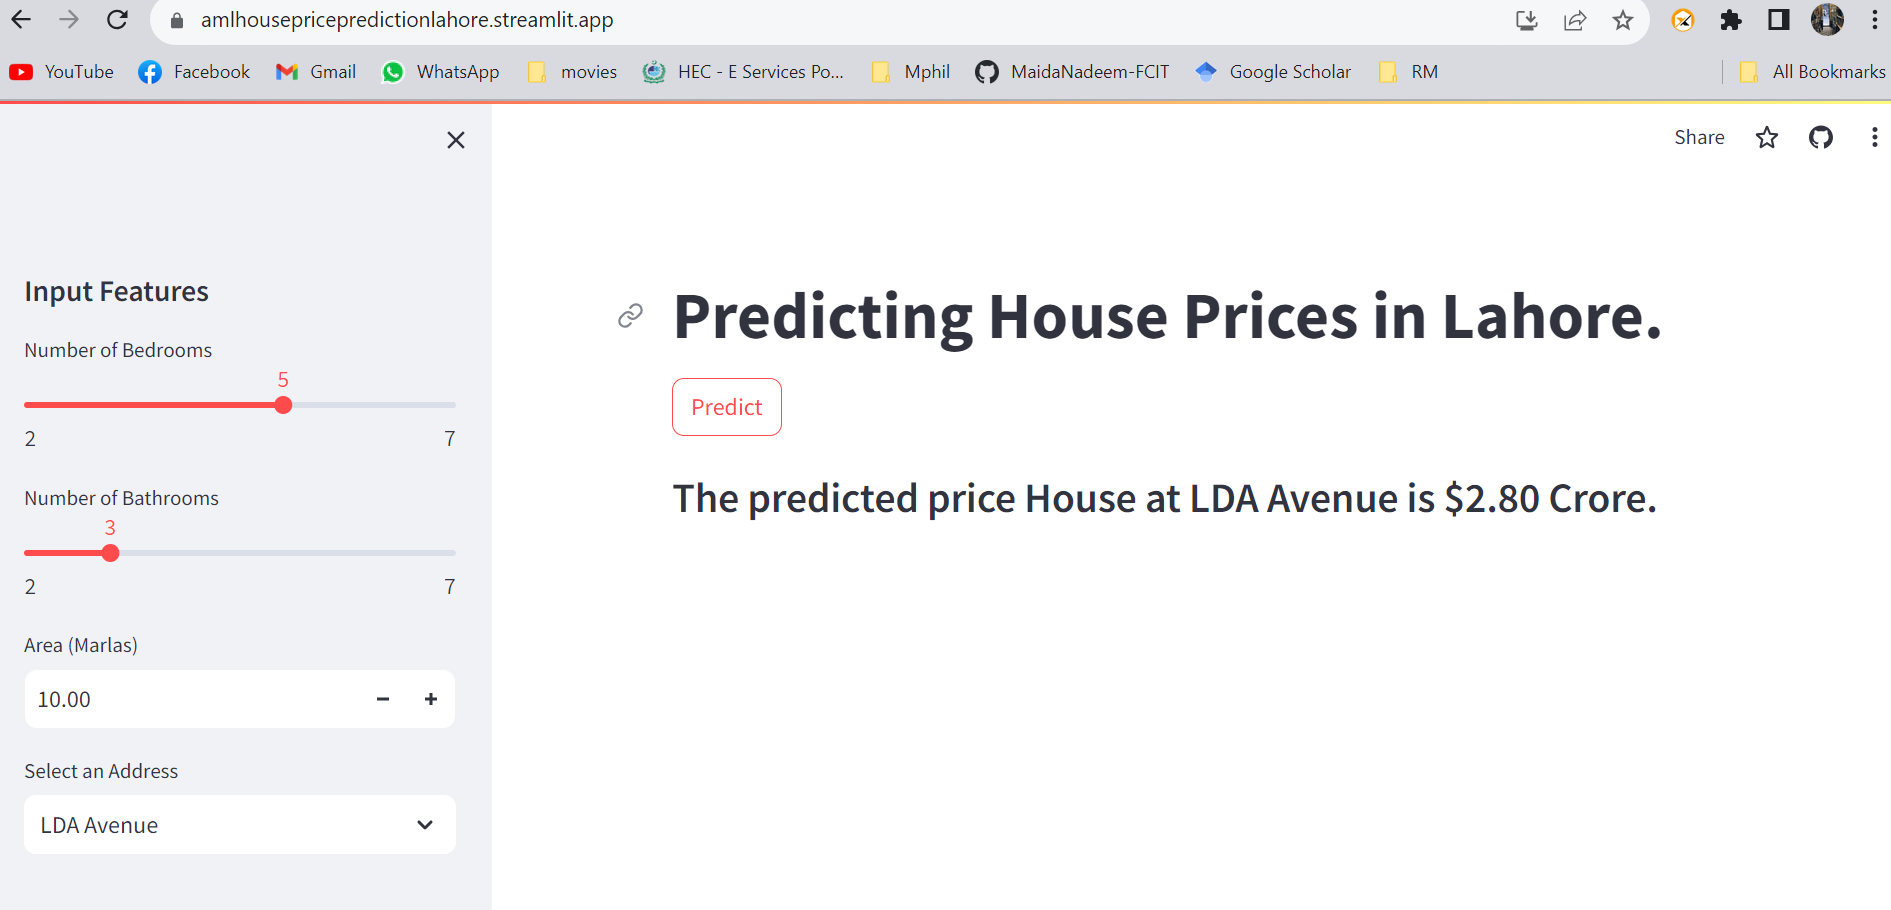 amlhousepricepredictionlahore.streamlit.app
YouTube Facebook Gmail WhatsApp movies HEC - E Services Po... Mphil MaidaNadeem-FCIT Google Scholar RM All Bookmarks
Share
Input Features
Number of Bedrooms
5
2 7
Number of Bathrooms
3
2 7
Area (Marlas)
10.00
Select an Address
LDA Avenue
Predicting House Prices in Lahore.
Predict
The predicted price House at LDA Avenue is $2.80 Crore.